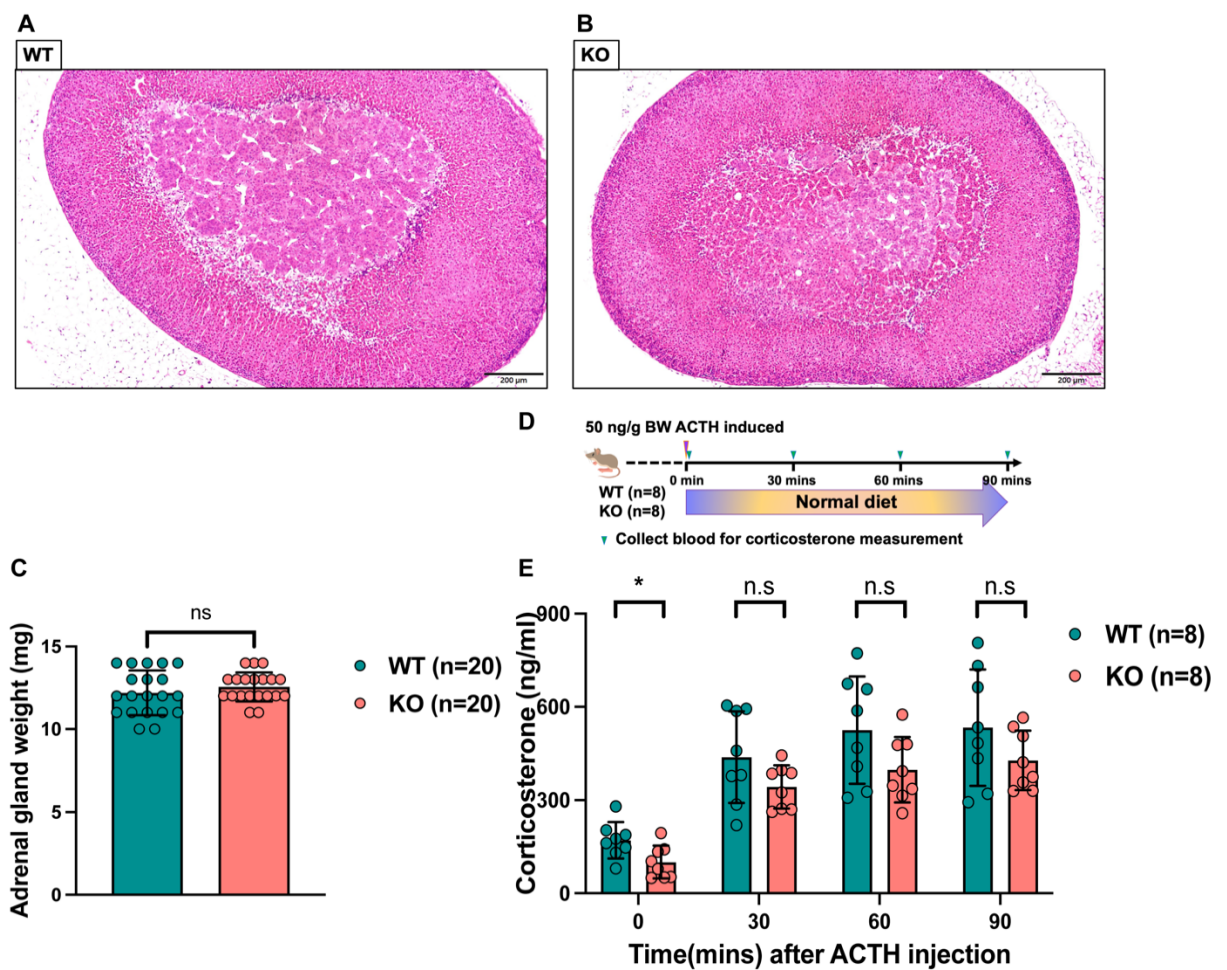 A
WT
200 µm
B
KO
200 µm
D
50 ng/g BW ACTH induced
0 min
30 mins
60 mins
90 mins
WT (n=8)
KO (n=8)
Normal diet
Collect blood for corticosterone measurement
C
Adrenal gland weight (mg)
15
10
5
0
ns
WT (n=20)
KO (n=20)
E
Corticosterone (ng/ml)
900
600
300
0
*
n.s
n.s
n.s
WT (n=8)
KO (n=8)
0
30
60
90
Time(mins) after ACTH injection